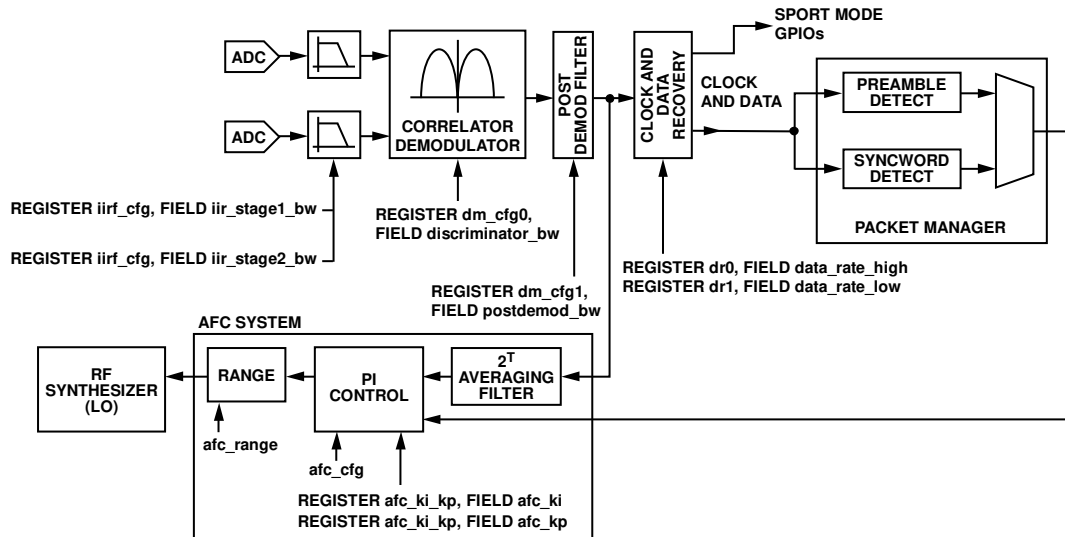 SPORT MODE
GPIOs
ADC
ADC
CORRELATOR
DEMODULATOR
POST
DEMOD FILTER
CLOCK AND
DATA
RECOVERY
CLOCK
AND DATA
PREAMBLE
DETECT
SYNCWORD
DETECT
PACKET MANAGER
REGISTER iirf_cfg, FIELD iir_stage1_bw
REGISTER iirf_cfg, FIELD iir_stage2_bw
REGISTER dm_cfg0,
FIELD discriminator_bw
REGISTER dm_cfg1,
FIELD postdemod_bw
REGISTER dr0, FIELD data_rate_high
REGISTER dr1, FIELD data_rate_low
AFC SYSTEM
RF
SYNTHESIZER
(LO)
RANGE
PI
CONTROL
2T
AVERAGING
FILTER
afc_range
afc_cfg
REGISTER afc_ki_kp, FIELD afc_ki
REGISTER afc_ki_kp, FIELD afc_kp